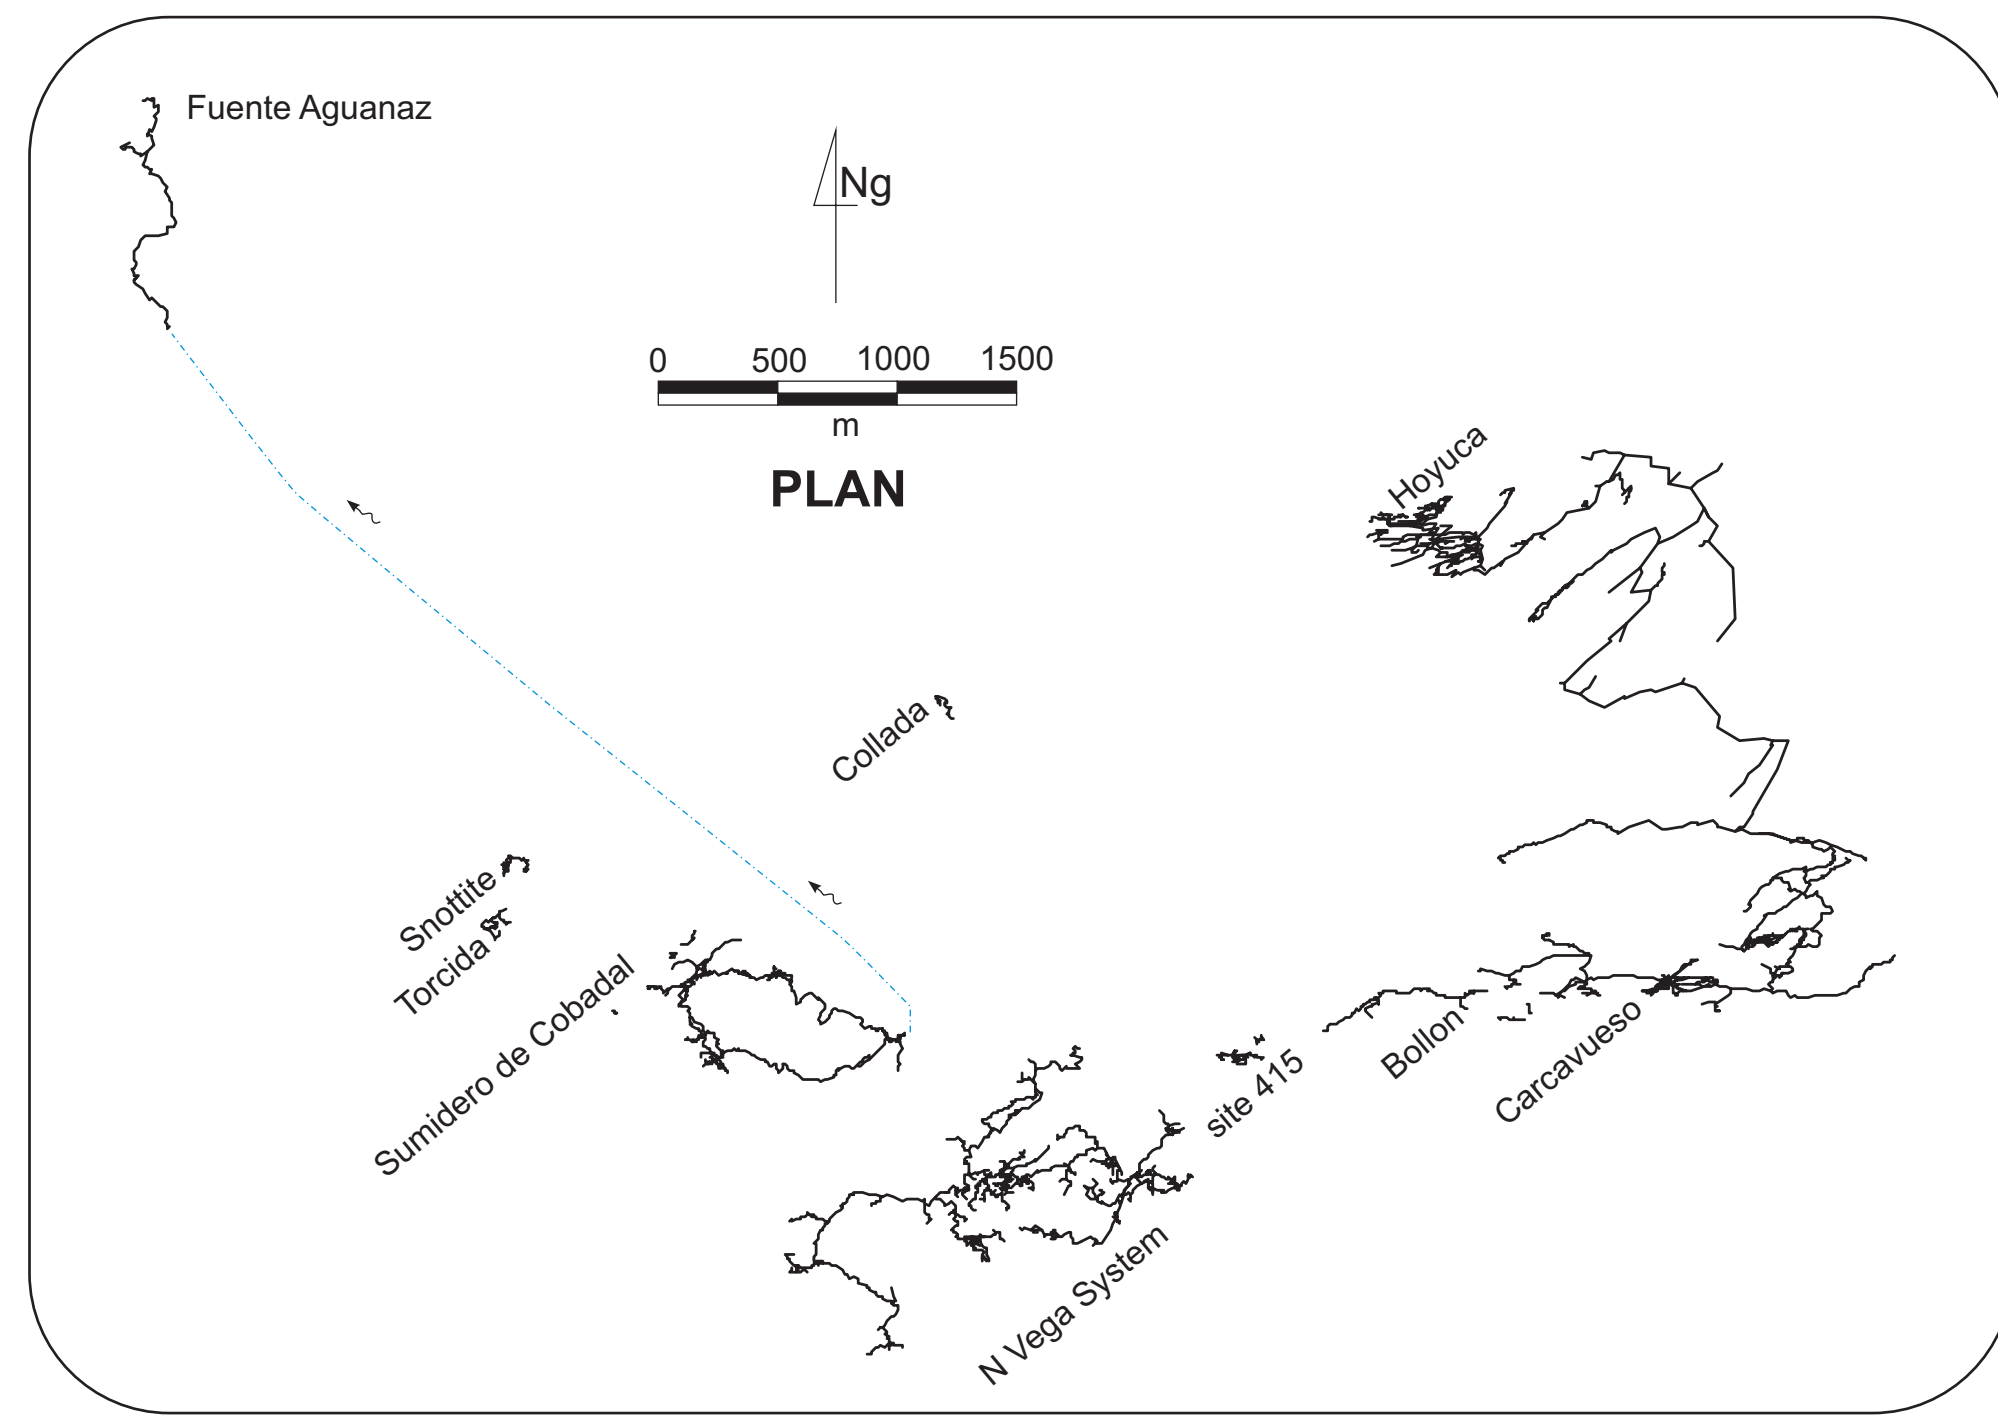 Fuente Aguanaz
Ng
0 500 1000 1500
m
PLAN
Hoyuca
Collada
Snottite
Torcida
Sumidero de Cobadal
site 415
Bollon
Carcavueso
N Vega System